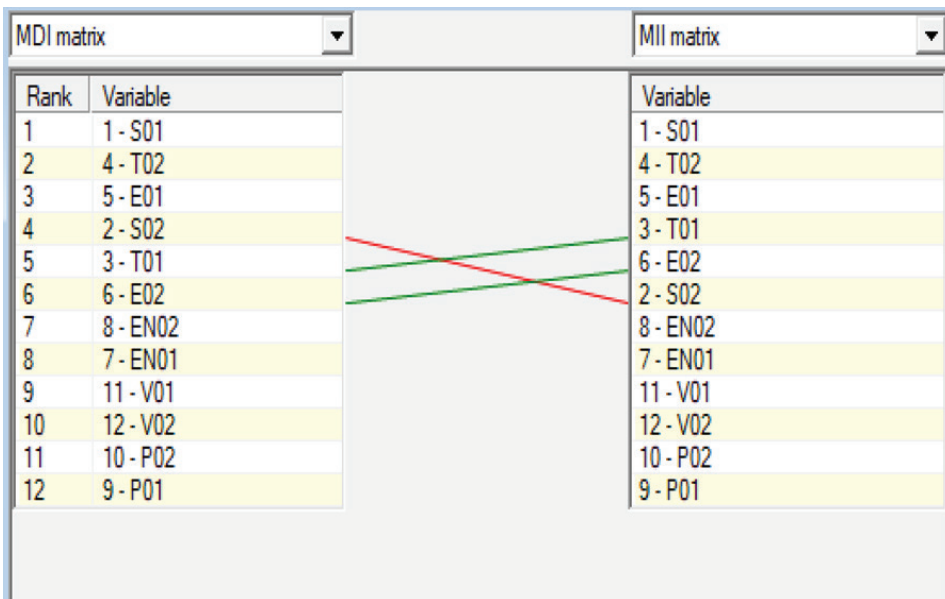 MDI matrix MII matrix
Rank Variable Variable
1 1 - S01 1 - S01
2 4 - T02 4 - T02
3 5 - E01 5 - E01
4 2 - S02 3 - T01
5 3 - T01 6 - E02
6 6 - E02 2 - S02
7 8 - EN02 8 - EN02
8 7 - EN01 7 - EN01
9 11 - V01 11 - V01
10 12 - V02 12 - V02
11 10 - P02 10 - P02
12 9 - P01 9 - P01